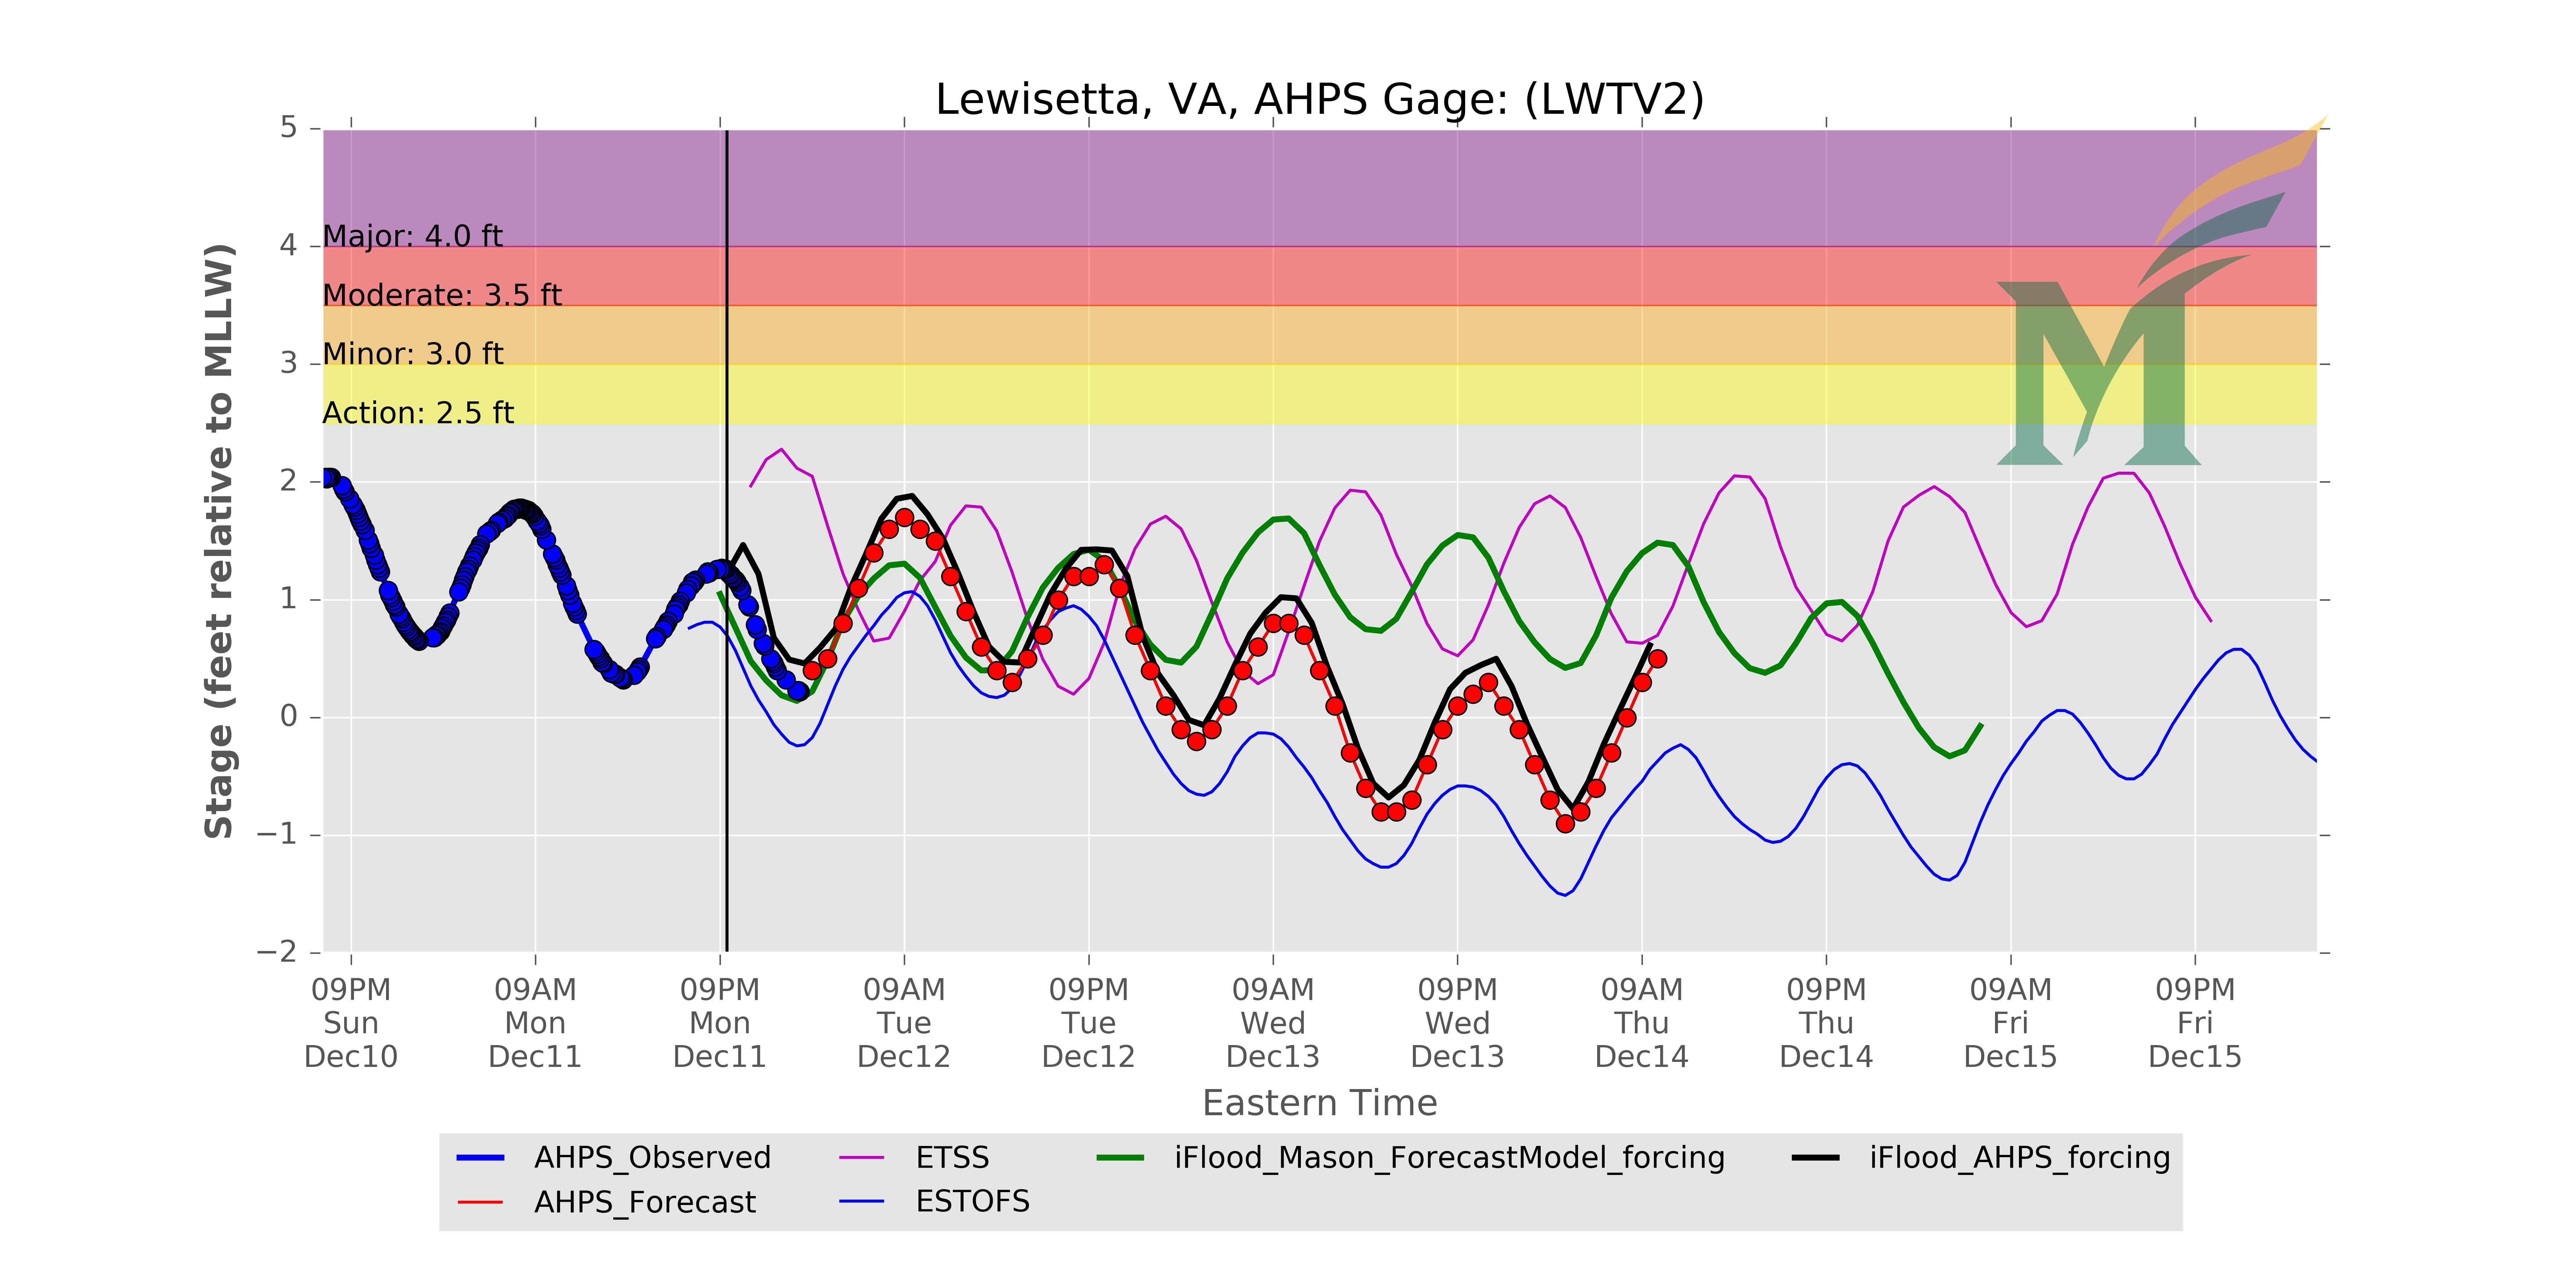 Lewisetta, VA, AHPS Gage: (LWTV2)
5
4
3
2
1
0
−1
−2
Stage (feet relative to MLLW)
Major: 4.0 ft
Moderate: 3.5 ft
Minor: 3.0 ft
Action: 2.5 ft
M
09PM 09AM 09PM 09AM 09PM 09AM 09PM 09AM 09PM 09AM 09PM
Sun Mon Mon Tue Tue Wed Wed Thu Thu Fri Fri
Dec10 Dec11 Dec11 Dec12 Dec12 Dec13 Dec13 Dec14 Dec14 Dec15 Dec15
Eastern Time
AHPS_Observed ETSS iFlood_Mason_ForecastModel_forcing iFlood_AHPS_forcing
AHPS_Forecast ESTOFS